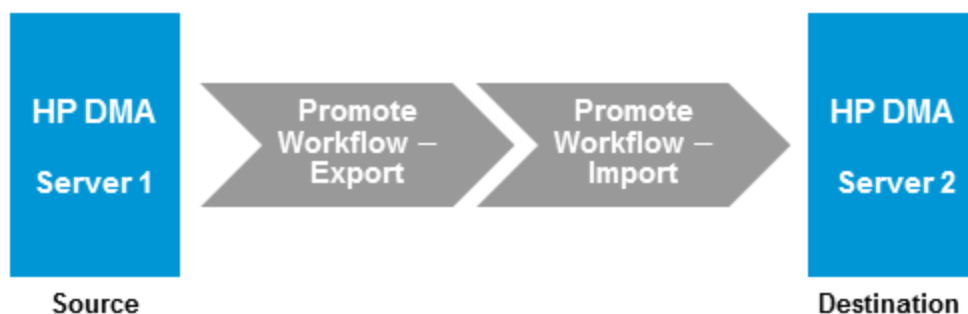 HP DMA
Server 1
Source
Promote
Workflow –
Export
Promote
Workflow –
Import
HP DMA
Server 2
Destination